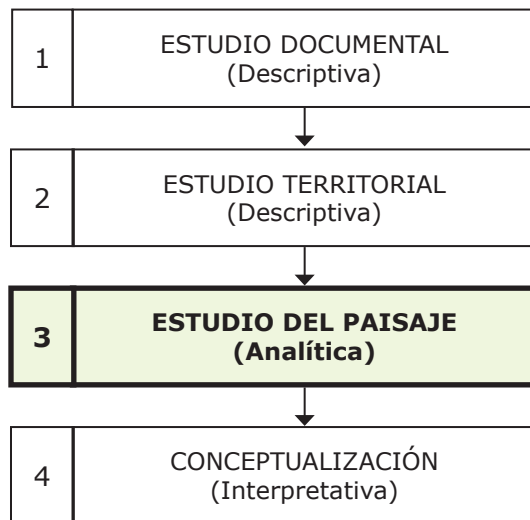 1
ESTUDIO DOCUMENTAL
(Descriptiva)
2
ESTUDIO TERRITORIAL
(Descriptiva)
3
ESTUDIO DEL PAISAJE
(Analítica)
4
CONCEPTUALIZACIÓN
(Interpretativa)